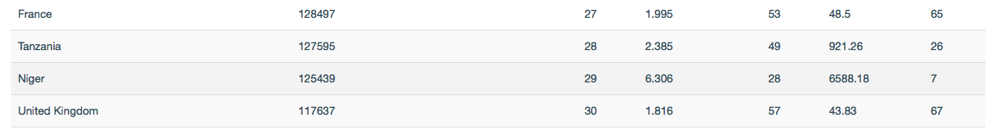 France 128497 27 1.995 53 48.5 65
Tanzania 127595 28 2.385 49 921.26 26
Niger 125439 29 6.306 28 6588.18 7
United Kingdom 117637 30 1.816 57 43.83 67